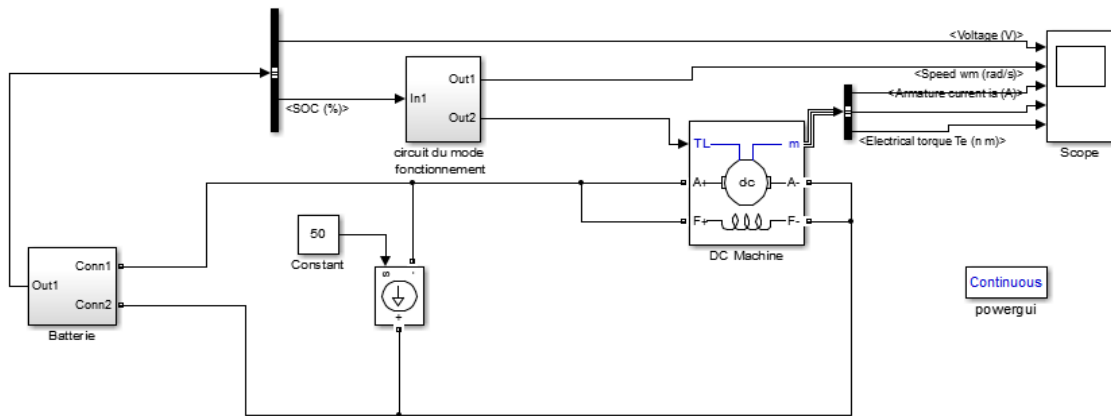 <Voltage (V)>
Out1
<Speed wm (rad/s)>
In1
<SOC (%)>
<Armature current ia (A)>
Out2
<Electrical torque Te (n m)>
circuit du mode
fonctionnement
Scope
TL
m
A+
dc
A-
F+
F-
DC Machine
50
Constant
Conn1
Out1
Conn2
Batterie
s
-
+
Continuous
powergui